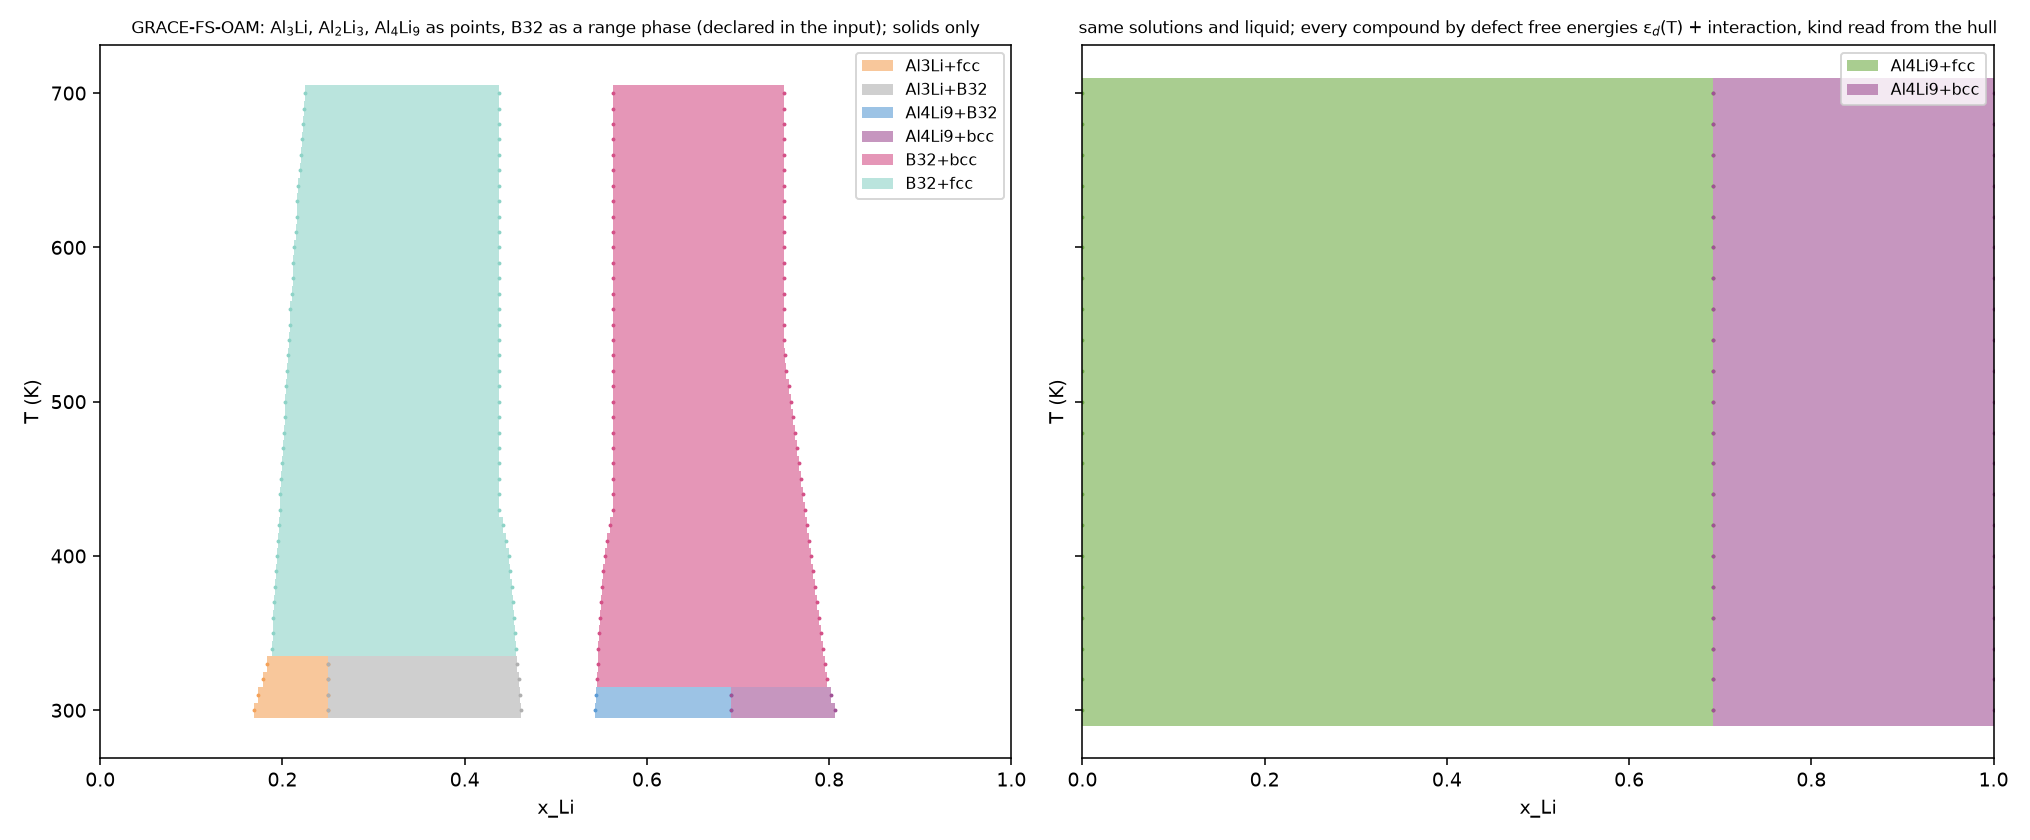 GRACE-FS-OAM: Al₃Li, Al₂Li₃, Al₄Li₉ as points, B32 as a range phase (declared in the input); solids only
Al3Li+fcc
Al3Li+B32
Al4Li9+B32
Al4Li9+bcc
B32+bcc
B32+fcc
700
600
500
400
300
T (K)
0.0 0.2 0.4 0.6 0.8 1.0
x_Li
same solutions and liquid; every compound by defect free energies ε_d(T) + interaction, kind read from the hull
Al4Li9+fcc
Al4Li9+bcc
T (K)
0.0 0.2 0.4 0.6 0.8 1.0
x_Li